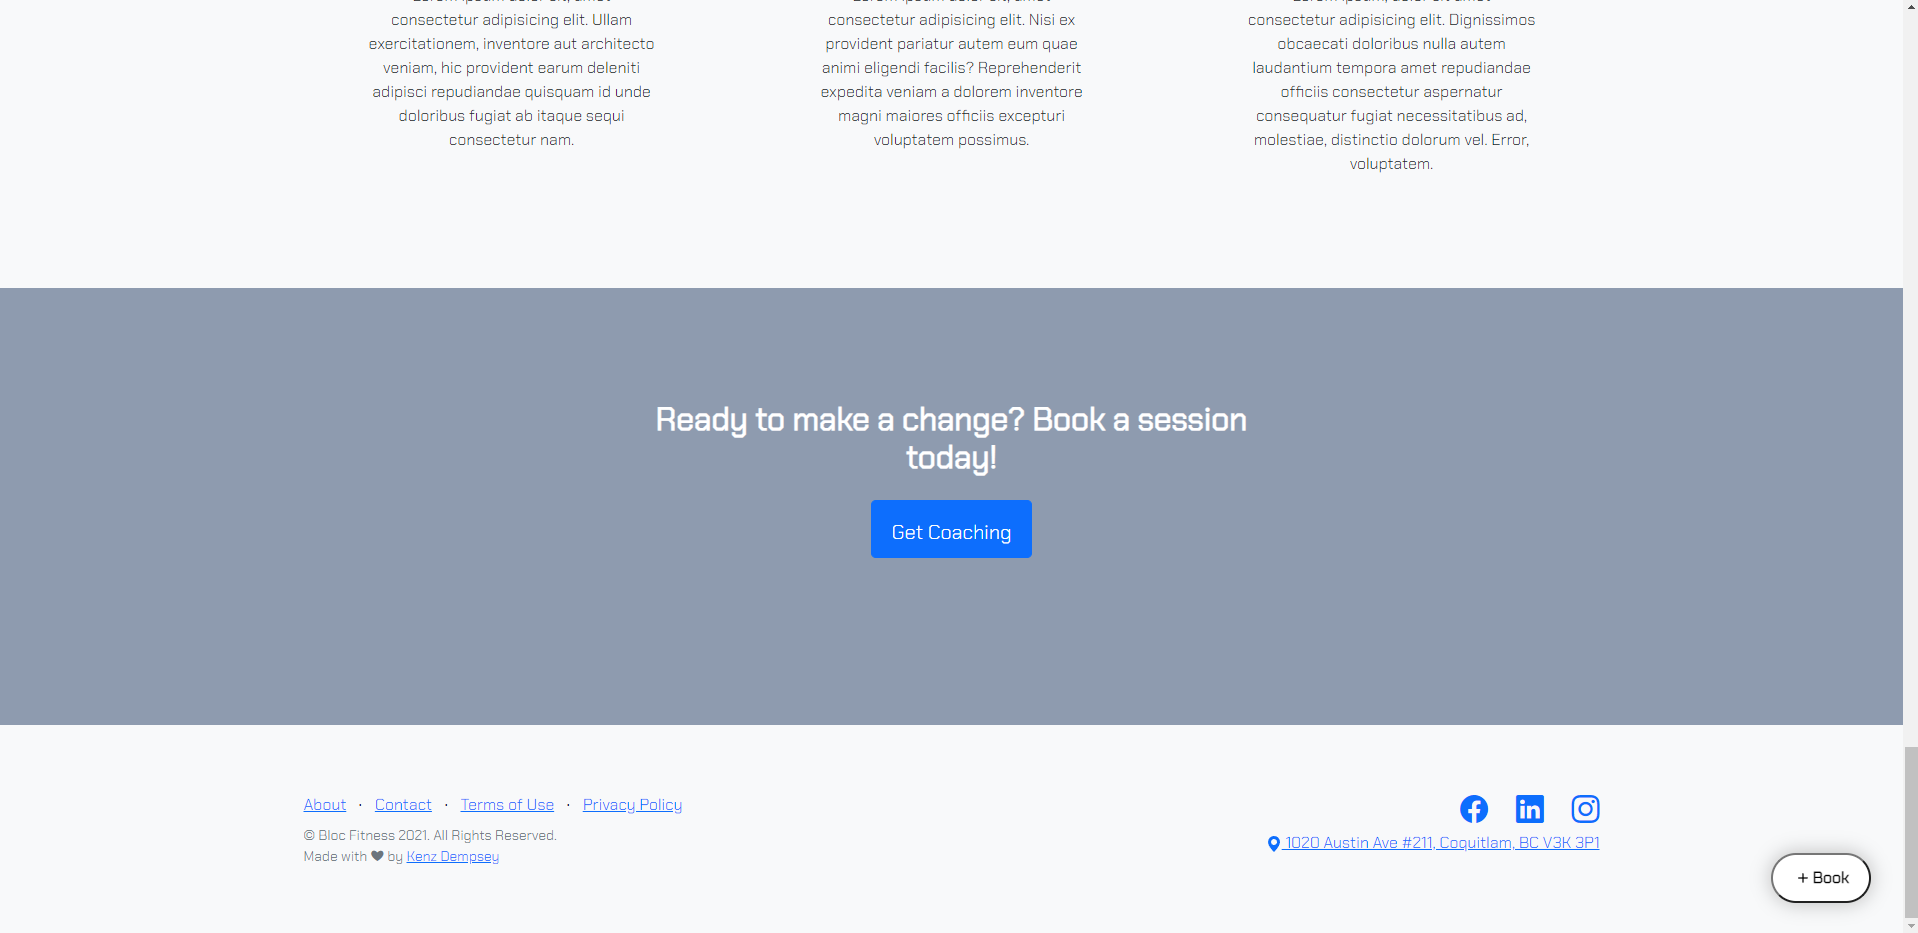 consectetur adipisicing elit. Ullam
exercitationem, inventore aut architecto
veniam, hic provident earum deleniti
adipisci repudiandae quisquam id unde
doloribus fugiat ab itaque sequi
consectetur nam.
consectetur adipisicing elit. Nisi ex
provident pariatur autem eum quae
animi eligendi facilis? Reprehenderit
expedita veniam a dolorem inventore
magni maiores officiis excepturi
voluptatem possimus.
consectetur adipisicing elit. Dignissimos
obcaecati doloribus nulla autem
laudantium tempora amet repudiandae
officiis consectetur aspernatur
consequatur fugiat necessitatibus ad,
molestiae, distinctio dolorum vel. Error,
voluptatem.
Ready to make a change? Book a session
today!
Get Coaching
About · Contact · Terms of Use · Privacy Policy
© Bloc Fitness 2021. All Rights Reserved.
Made with ♥ by Kenz Dempsey
1020 Austin Ave #211, Coquitlam, BC V3K 3P1
+ Book